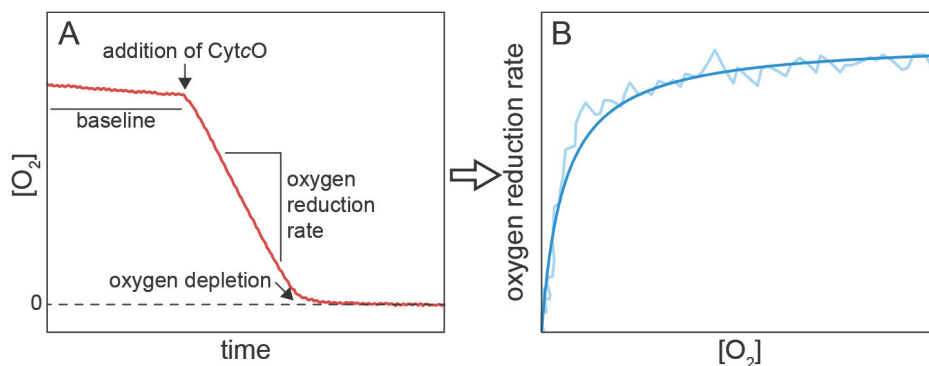 A
addition of CytcO
baseline
[O₂]
oxygen
reduction
rate
oxygen depletion
0
time
B
oxygen reduction rate
[O₂]